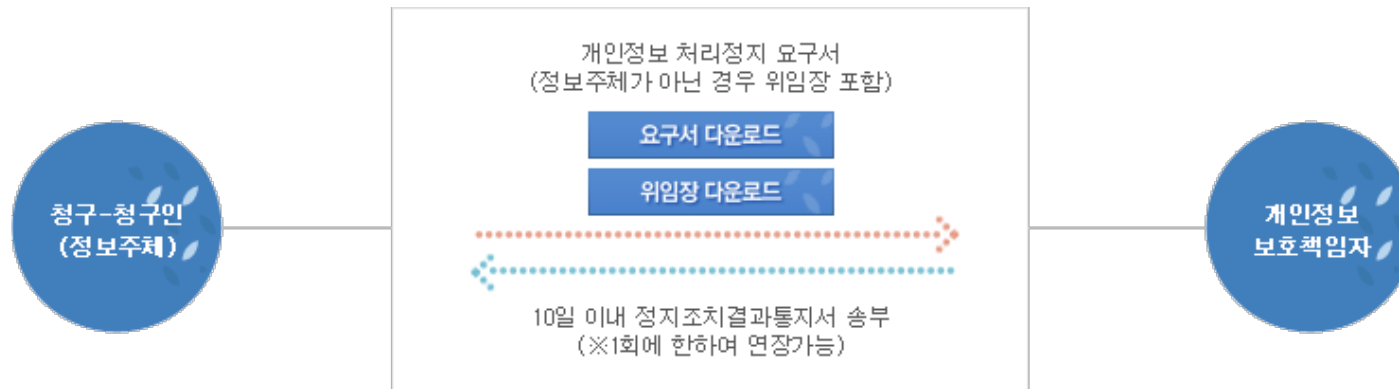 개인정보 처리정지 요구서
(정보주체가 아닌 경우 위임장 포함)
요구서 다운로드
위임장 다운로드
청구-청구인
(정보주체)
개인정보
보호책임자
10일 이내 정지조치결과통지서 송부
(※1회에 한하여 연장가능)